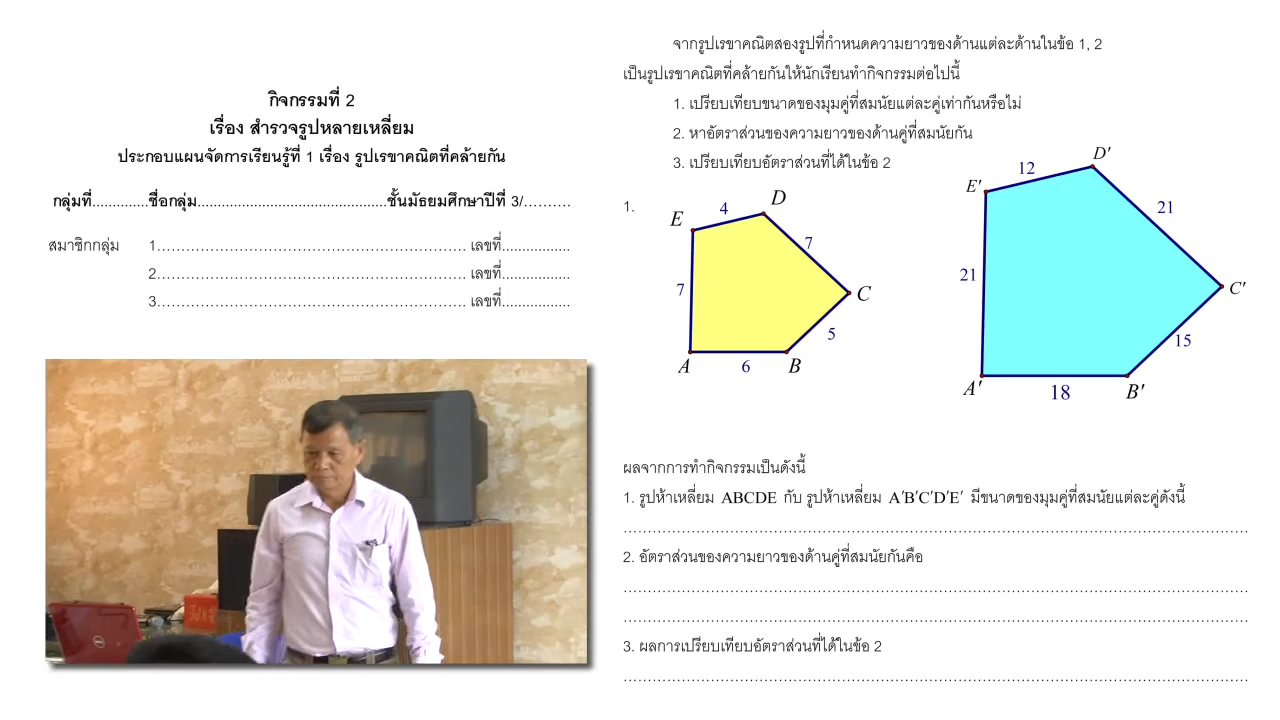 กิจกรรมที่ 2
เรื่อง สำรวจรูปหลายเหลี่ยม
ประกอบแผนจัดการเรียนรู้ที่ 1 เรื่อง รูปเรขาคณิตที่คล้ายกัน
กลุ่มที่.............ชื่อกลุ่ม...........................................ชั้นมัธยมศึกษาปีที่ 3/..........
สมาชิกกลุ่ม 1.................................................................... เลขที่.................
2.................................................................... เลขที่.................
3.................................................................... เลขที่.................
จากรูปเรขาคณิตสองรูปที่กำหนดความยาวของด้านแต่ละด้านในข้อ 1, 2
เป็นรูปเรขาคณิตที่คล้ายกันให้นักเรียนทำกิจกรรมต่อไปนี้
1. เปรียบเทียบขนาดของมุมคู่ที่สมนัยแต่ละคู่เท่ากันหรือไม่
2. หาอัตราส่วนของความยาวของด้านคู่ที่สมนัยกัน
3. เปรียบเทียบอัตราส่วนที่ได้ในข้อ 2
1.
E 4 D
7 7
C
5
A 6 B
E' 12 D'
21
21
C'
15
A' 18 B'
ผลจากการทำกิจกรรมเป็นดังนี้
1. รูปห้าเหลี่ยม ABCDE กับ รูปห้าเหลี่ยม A'B'C'D'E' มีขนาดของมุมคู่ที่สมนัยแต่ละคู่ดังนี้
2. อัตราส่วนของความยาวของด้านคู่ที่สมนัยกันคือ
3. ผลการเปรียบเทียบอัตราส่วนที่ได้ในข้อ 2